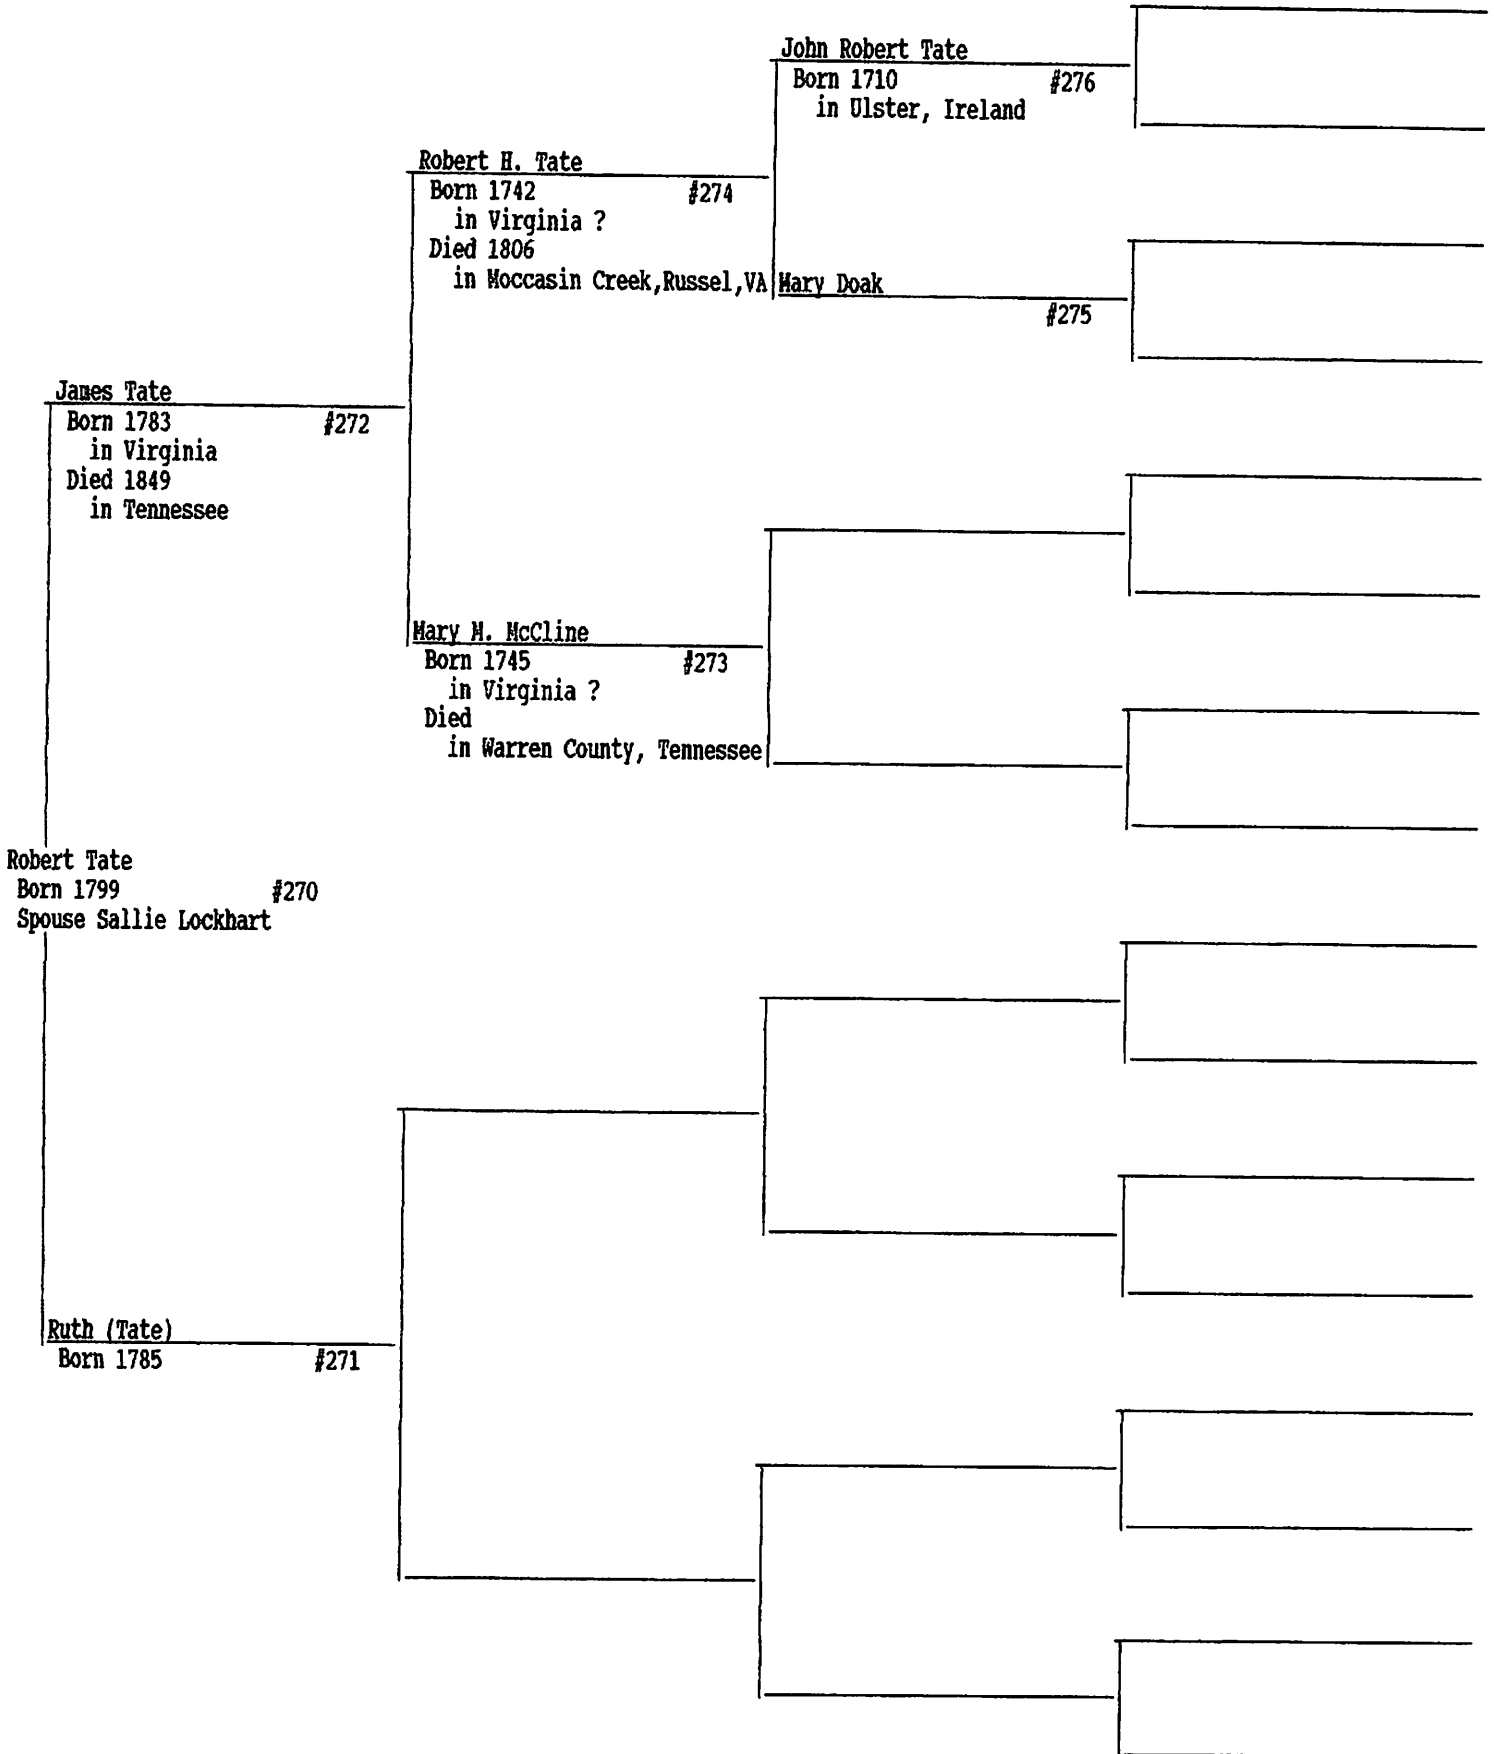 John Robert Tate
Born 1710 #276
in Ulster, Ireland
Robert H. Tate
Born 1742 #274
in Virginia ?
Died 1806
in Moccasin Creek,Russel,VA
Mary Doak
#275
James Tate
Born 1783 #272
in Virginia
Died 1849
in Tennessee
Mary M. McCline
Born 1745 #273
in Virginia ?
Died
in Warren County, Tennessee
Robert Tate
Born 1799 #270
Spouse Sallie Lockhart
Ruth (Tate)
Born 1785 #271